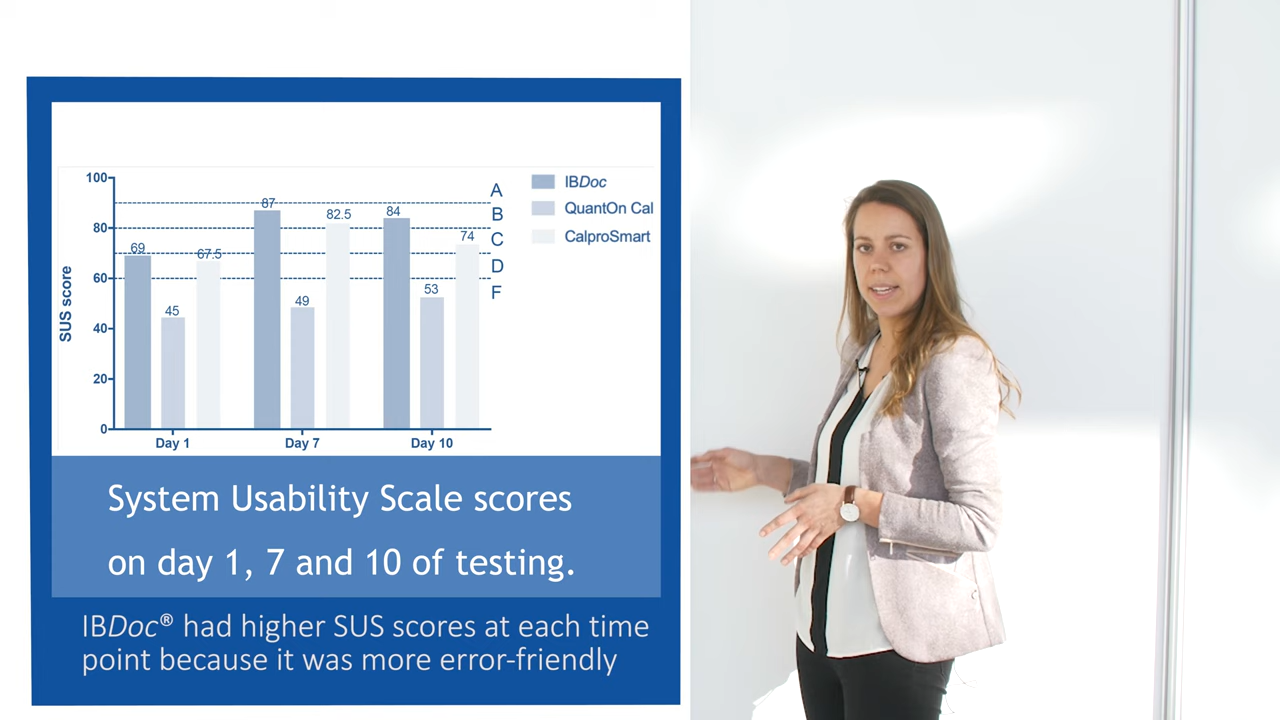 100
80
60
40
20
0
SUS score
69
45
67.5
87
49
82.5
84
53
74
A
B
C
D
F
IBDoc
QuantOn Cal
CalproSmart
Day 1
Day 7
Day 10
System Usability Scale scores
on day 1, 7 and 10 of testing.
IBDoc® had higher SUS scores at each time
point because it was more error-friendly